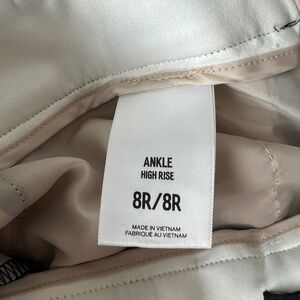 ANKLE
HIGH RISE
8R/8R
MADE IN VIETNAM
FABRIQUÉ AU VIETNAM